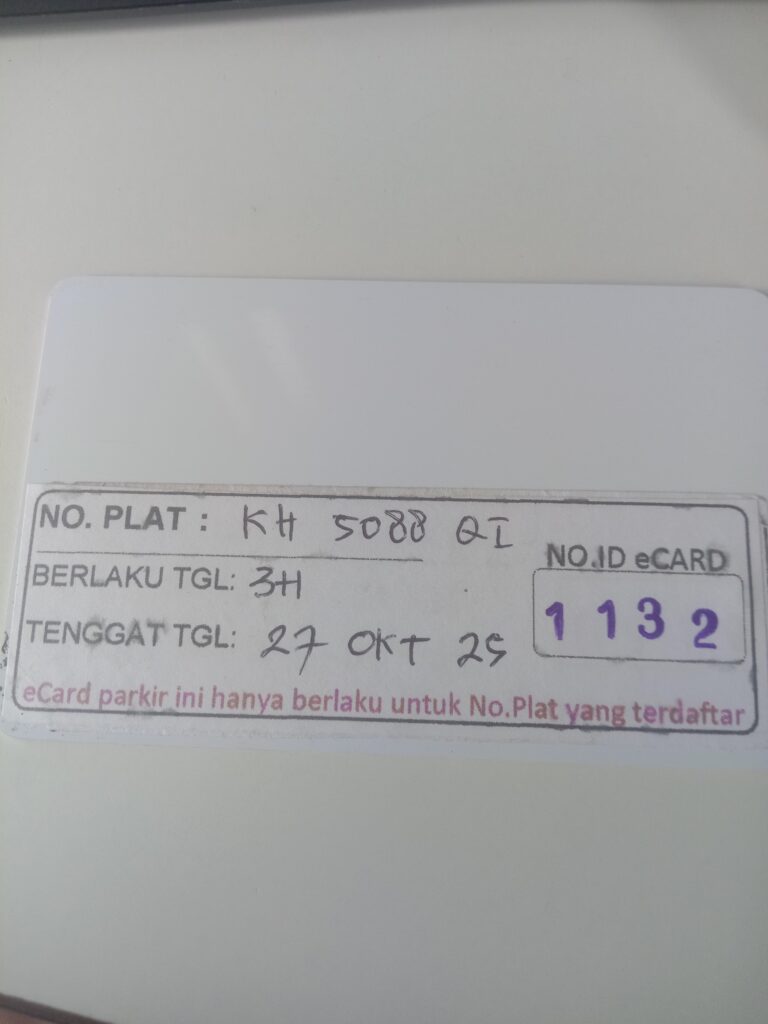 NO. PLAT : KH 5088 QI
BERLAKU TGL: 3H
TENGGAT TGL: 27 OKT 25
NO.ID eCARD
1132
eCard parkir ini hanya berlaku untuk No.Plat yang terdaftar